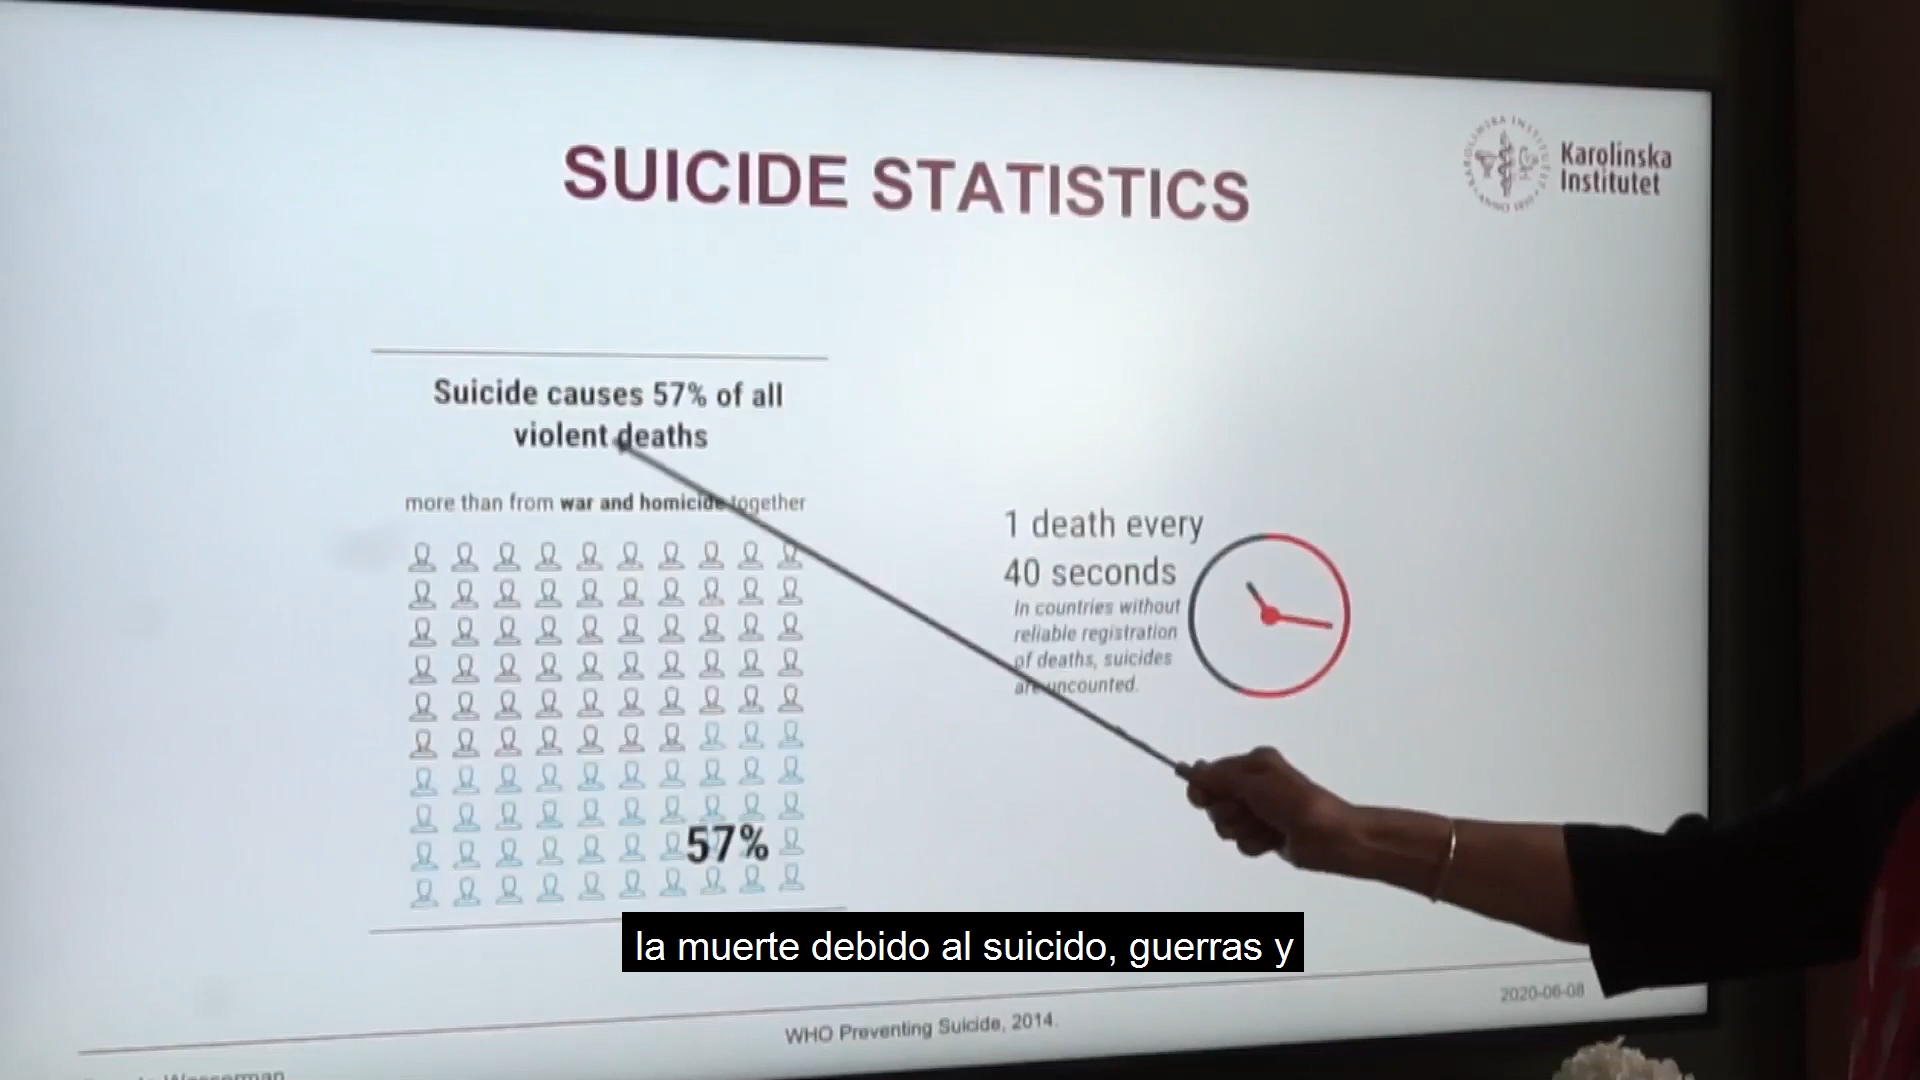 SUICIDE STATISTICS
Karolinska
Institutet
Suicide causes 57% of all
violent deaths
more than from war and homicide together
1 death every
40 seconds
In countries without
reliable registration
of deaths, suicides
are uncounted.
57%
la muerte debido al suicido, guerras y
2020-06-08
WHO Preventing Suicide, 2014.
Wasserman